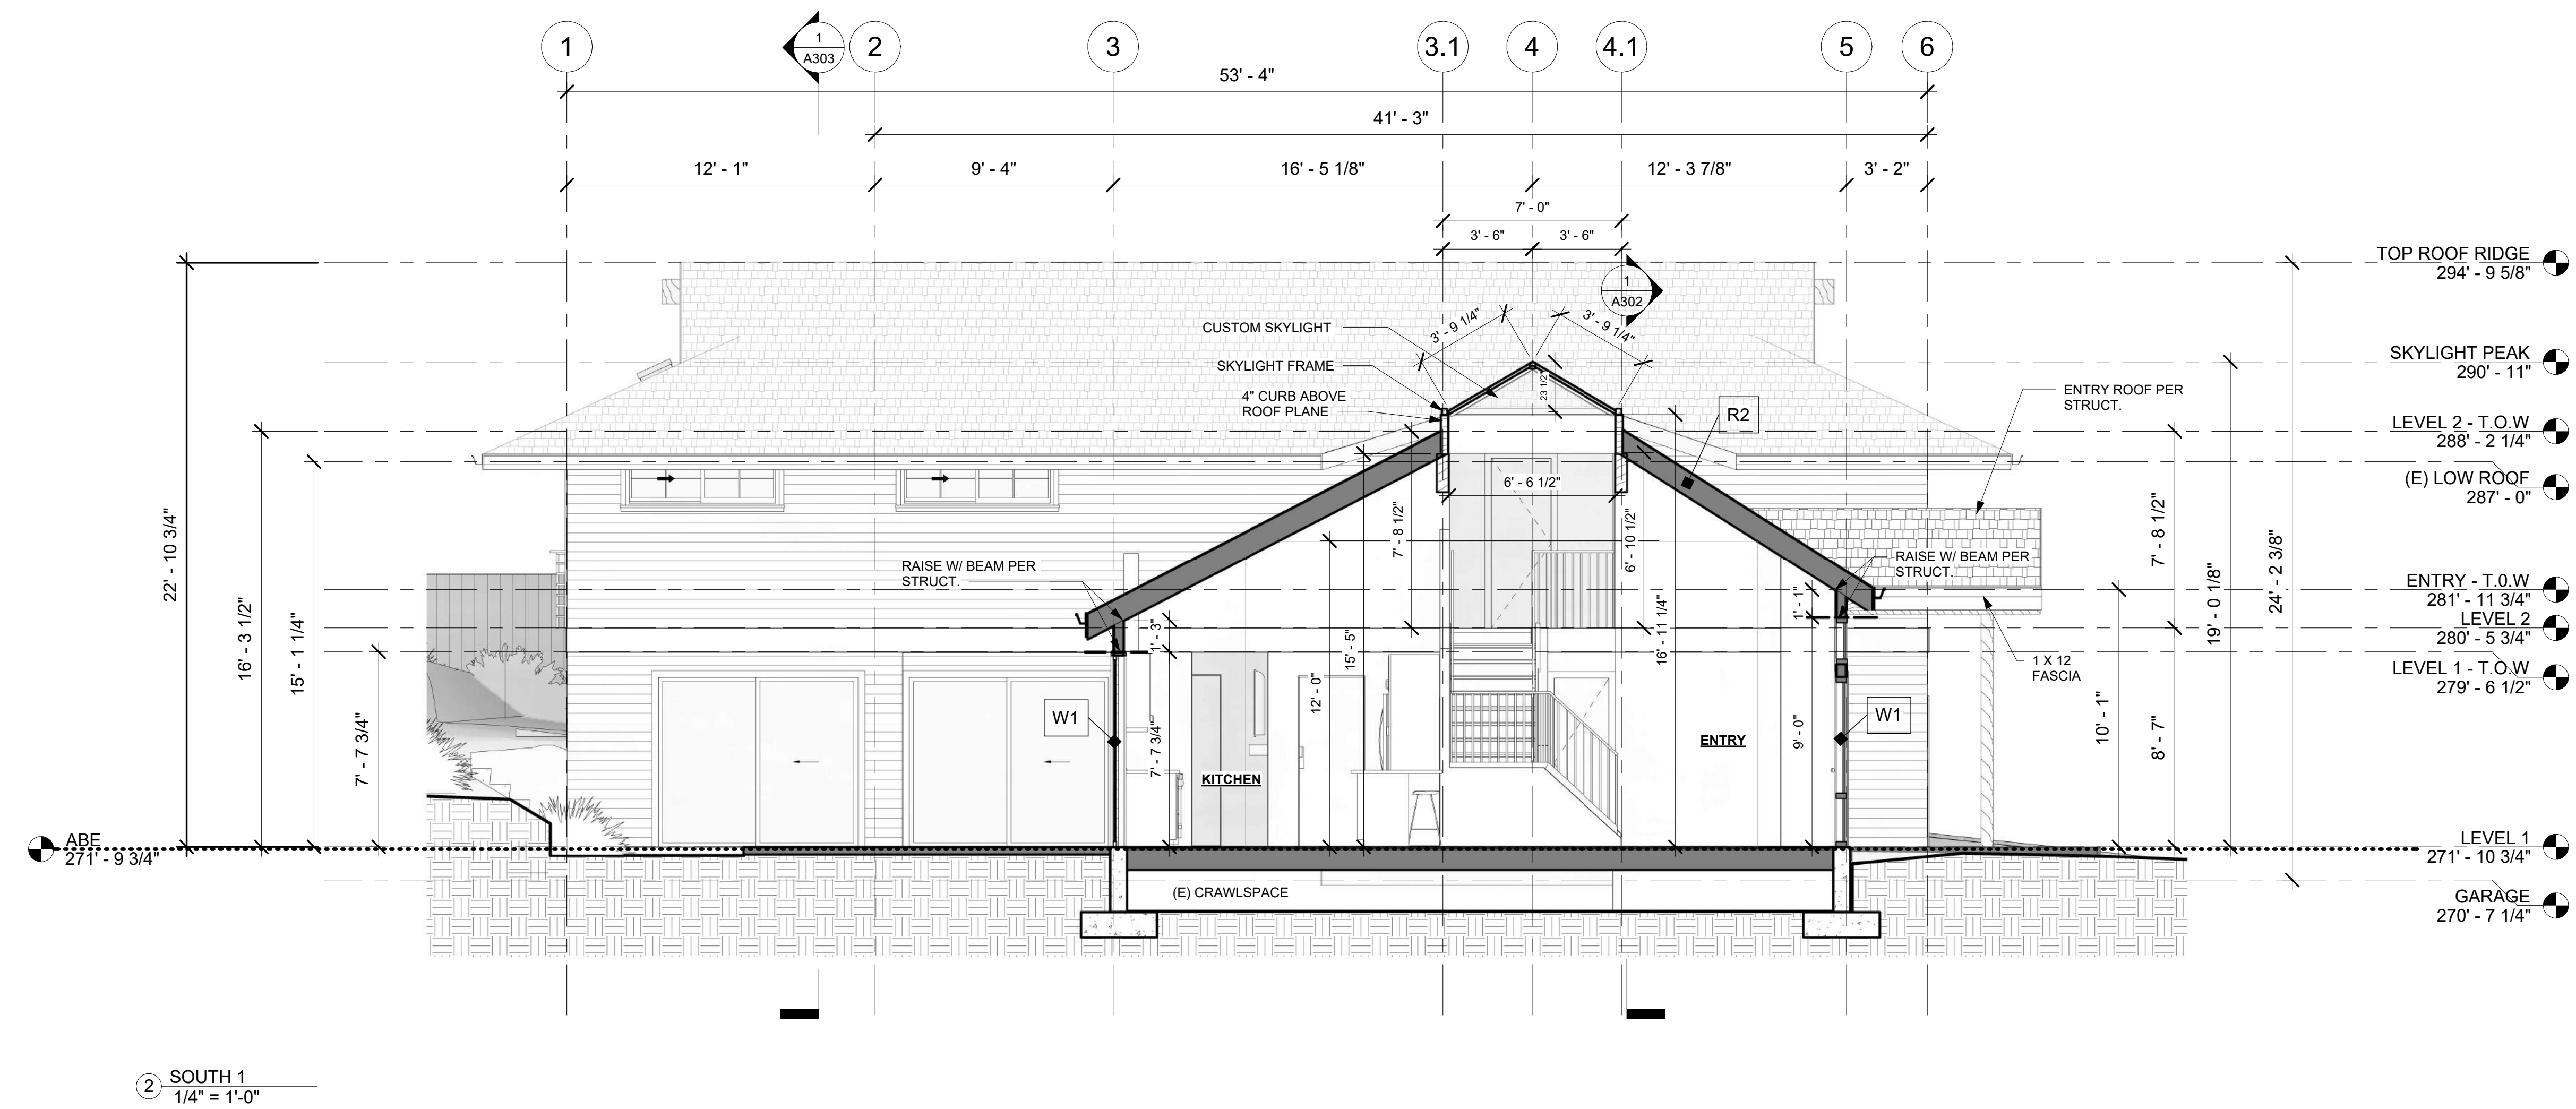 1
1
A303
2
3
3.1
4
4.1
5
6
53' - 4"
41' - 3"
12' - 1"
9' - 4"
16' - 5 1/8"
12' - 3 7/8"
3' - 2"
7' - 0"
3' - 6"
3' - 6"
1
A302
TOP ROOF RIDGE
294' - 9 5/8"
CUSTOM SKYLIGHT
3' - 9 1/4"
3' - 9 1/4"
SKYLIGHT FRAME
23 1/2"
SKYLIGHT PEAK
290' - 11"
4" CURB ABOVE
ROOF PLANE
R2
ENTRY ROOF PER
STRUCT.
LEVEL 2 - T.O.W
288' - 2 1/4"
(E) LOW ROOF
287' - 0"
6' - 6 1/2"
22' - 10 3/4"
16' - 3 1/2"
15' - 1 1/4"
7' - 7 3/4"
7' - 8 1/2"
6' - 10 1/2"
7' - 8 1/2"
19' - 0 1/8"
24' - 2 3/8"
RAISE W/ BEAM PER
STRUCT.
RAISE W/ BEAM PER
STRUCT.
ENTRY - T.0.W
281' - 11 3/4"
LEVEL 2
280' - 5 3/4"
1' - 3"
15' - 5"
12' - 0"
16' - 11 1/4"
1' - 1"
1 X 12
FASCIA
LEVEL 1 - T.O.W
279' - 6 1/2"
W1
7' - 7 3/4"
KITCHEN
ENTRY
9' - 0"
W1
10' - 1"
8' - 7"
ABE
271' - 9 3/4"
LEVEL 1
271' - 10 3/4"
(E) CRAWLSPACE
GARAGE
270' - 7 1/4"
2
SOUTH 1
1/4" = 1'-0"